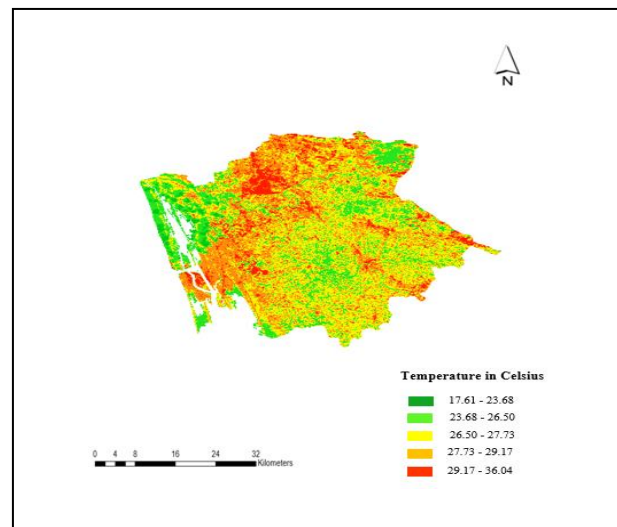 N
Temperature in Celsius
17.61 - 23.68
23.68 - 26.50
26.50 - 27.73
27.73 - 29.17
29.17 - 36.04
0 4 8 16 24 32
Kilometers